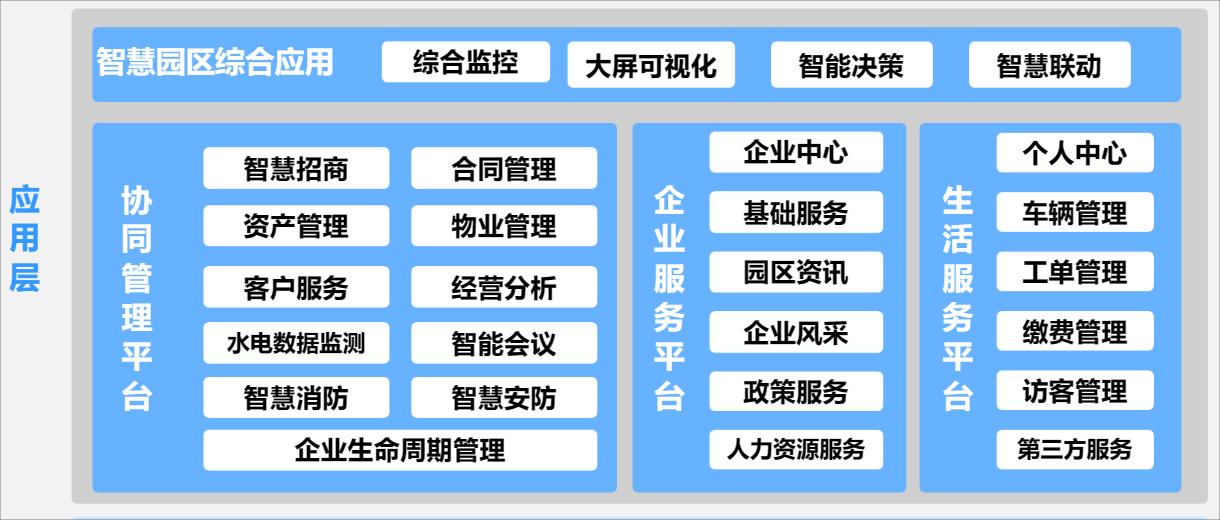 应用层
智慧园区综合应用
综合监控
大屏可视化
智能决策
智慧联动
协同管理平台
智慧招商
合同管理
资产管理
物业管理
客户服务
经营分析
水电数据监测
智能会议
智慧消防
智慧安防
企业生命周期管理
企业服务平台
企业中心
基础服务
园区资讯
企业风采
政策服务
人力资源服务
生活服务平台
个人中心
车辆管理
工单管理
缴费管理
访客管理
第三方服务